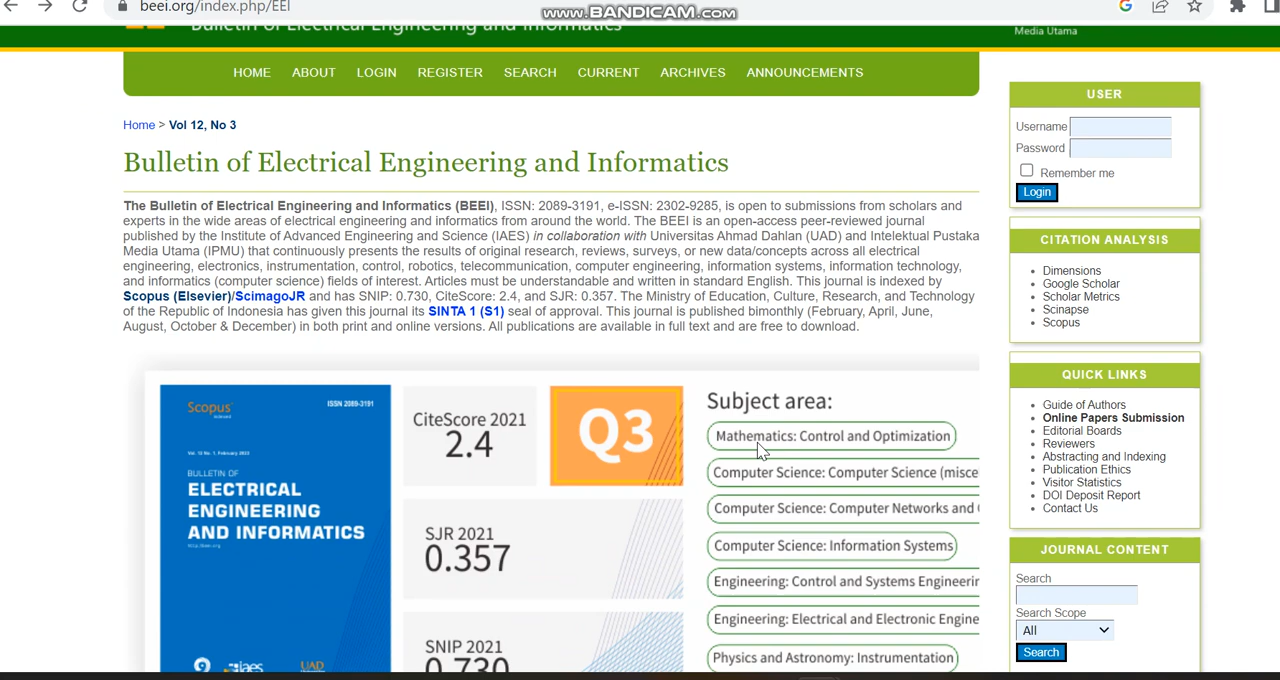 beei.org/index.php/EEI
www.BANDICAM.com
Bulletin of Electrical Engineering and Informatics
Media Utama
HOME ABOUT LOGIN REGISTER SEARCH CURRENT ARCHIVES ANNOUNCEMENTS
Home > Vol 12, No 3
Bulletin of Electrical Engineering and Informatics
The Bulletin of Electrical Engineering and Informatics (BEEI), ISSN: 2089-3191, e-ISSN: 2302-9285, is open to submissions from scholars and
experts in the wide areas of electrical engineering and informatics from around the world. The BEEI is an open-access peer-reviewed journal
published by the Institute of Advanced Engineering and Science (IAES) in collaboration with Universitas Ahmad Dahlan (UAD) and Intelektual Pustaka
Media Utama (IPMU) that continuously presents the results of original research, reviews, surveys, or new data/concepts across all electrical
engineering, electronics, instrumentation, control, robotics, telecommunication, computer engineering, information systems, information technology,
and informatics (computer science) fields of interest. Articles must be understandable and written in standard English. This journal is indexed by
Scopus (Elsevier)/ScimagoJR and has SNIP: 0.730, CiteScore: 2.4, and SJR: 0.357. The Ministry of Education, Culture, Research, and Technology
of the Republic of Indonesia has given this journal its SINTA 1 (S1) seal of approval. This journal is published bimonthly (February, April, June,
August, October & December) in both print and online versions. All publications are available in full text and are free to download.
Scopus
indexed
ISSN 2089-3191
Vol. 12 No. 1, February 2023
BULLETIN OF
ELECTRICAL
ENGINEERING
AND INFORMATICS
http://beei.org
iaes
UAD
CiteScore 2021
2.4
Q3
SJR 2021
0.357
SNIP 2021
0.730
Subject area:
Mathematics: Control and Optimization
Computer Science: Computer Science (misce
Computer Science: Computer Networks and
Computer Science: Information Systems
Engineering: Control and Systems Engineerin
Engineering: Electrical and Electronic Engine
Physics and Astronomy: Instrumentation
USER
Username
Password
Remember me
Login
CITATION ANALYSIS
Dimensions
Google Scholar
Scholar Metrics
Scinapse
Scopus
QUICK LINKS
Guide of Authors
Online Papers Submission
Editorial Boards
Reviewers
Abstracting and Indexing
Publication Ethics
Visitor Statistics
DOI Deposit Report
Contact Us
JOURNAL CONTENT
Search
Search Scope
All
Search